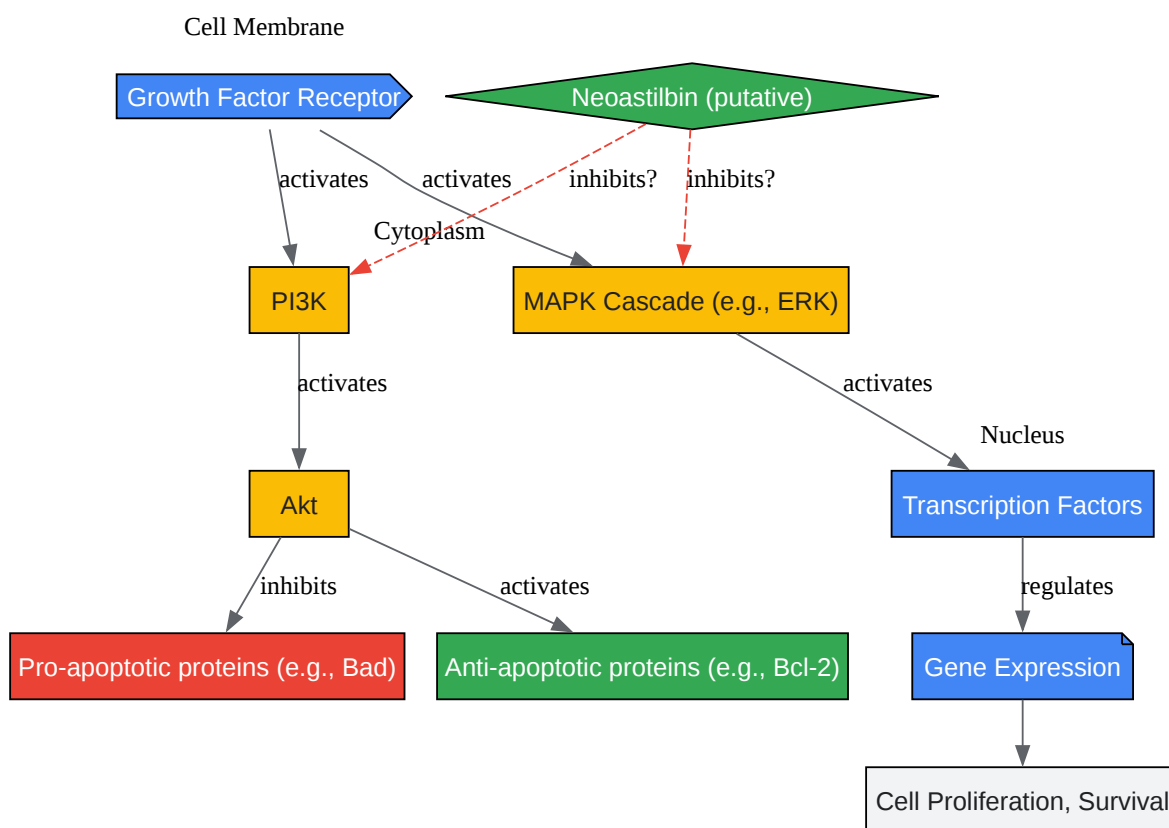 Cell Membrane
Growth Factor Receptor
Neoastilbin (putative)
activates
activates
inhibits?
inhibits?
Cytoplasm
PI3K
MAPK Cascade (e.g., ERK)
activates
activates
Nucleus
Akt
Transcription Factors
inhibits
activates
regulates
Pro-apoptotic proteins (e.g., Bad)
Anti-apoptotic proteins (e.g., Bcl-2)
Gene Expression
Cell Proliferation, Survival